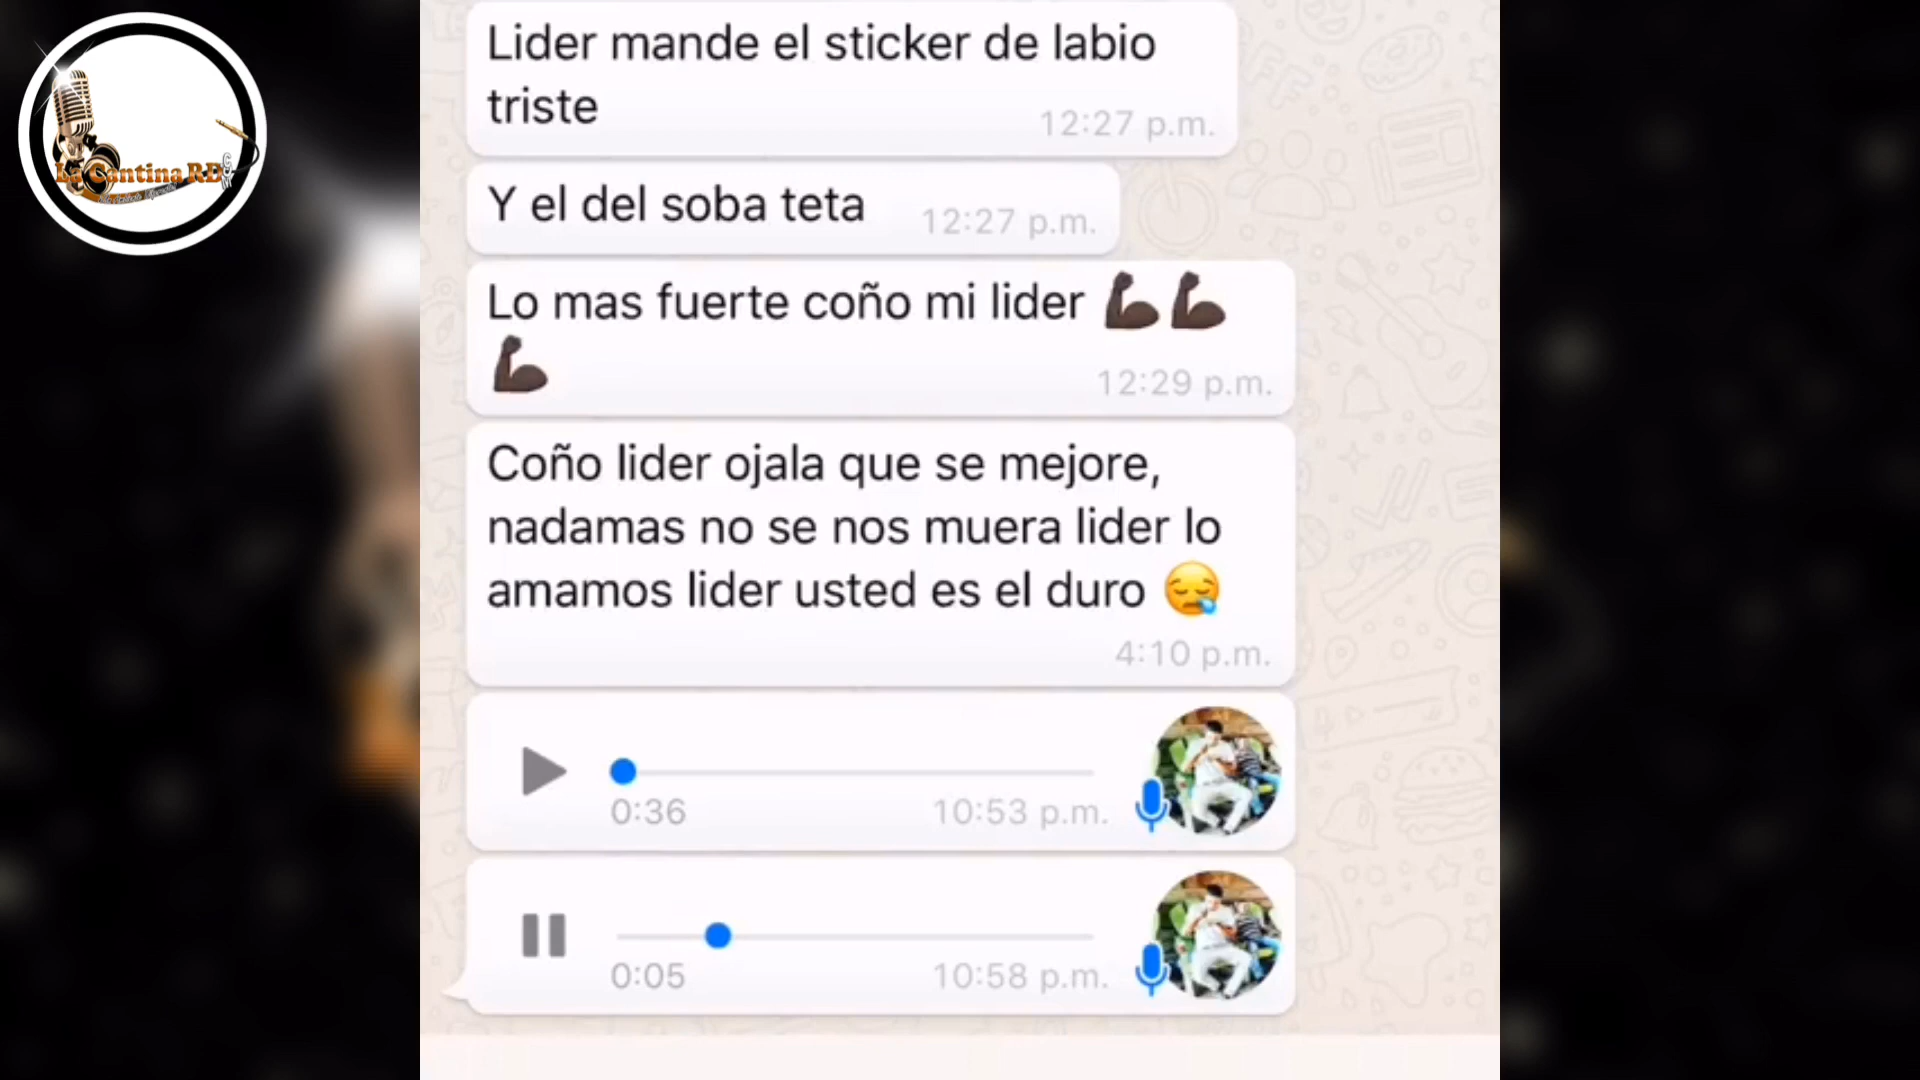 Lider mande el sticker de labio
triste
12:27 p.m.
Y el del soba teta
12:27 p.m.
Lo mas fuerte coño mi lider 💪🏿💪🏿
💪🏿
12:29 p.m.
Coño lider ojala que se mejore,
nadamas no se nos muera lider lo
amamos lider usted es el duro 😪
4:10 p.m.
0:36
10:53 p.m.
0:05
10:58 p.m.
La Cantina RD